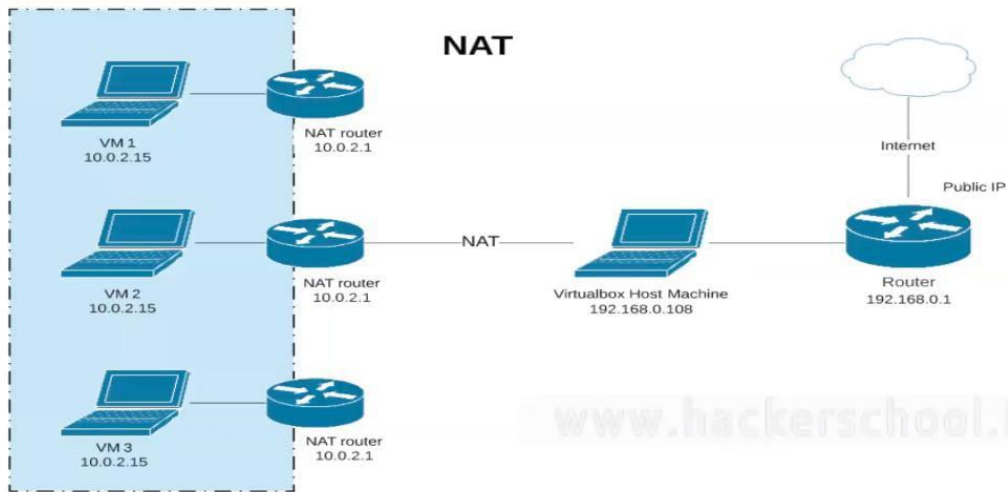 NAT
VM 1
10.0.2.15
NAT router
10.0.2.1
Internet
Public IP
VM 2
10.0.2.15
NAT router
10.0.2.1
NAT
Virtualbox Host Machine
192.168.0.108
Router
192.168.0.1
VM 3
10.0.2.15
NAT router
10.0.2.1
www.hackerschool.